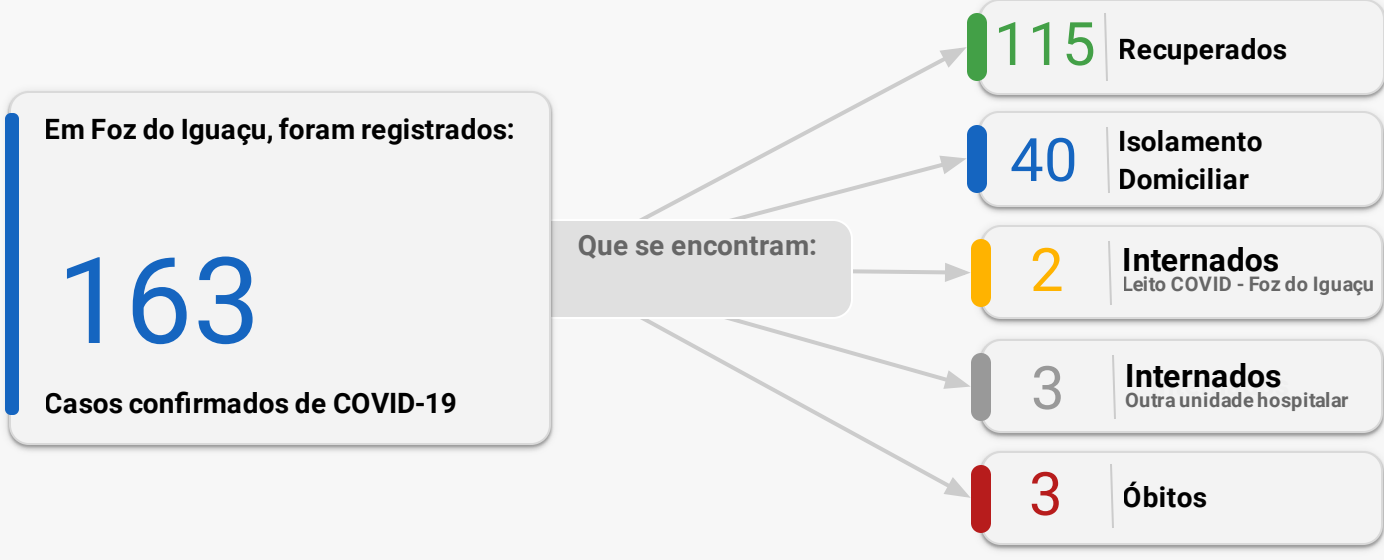 Em Foz do Iguaçu, foram registrados:
163
Casos confirmados de COVID-19
Que se encontram:
115 Recuperados
40 Isolamento
Domiciliar
2 Internados
Leito COVID - Foz do Iguaçu
3 Internados
Outra unidade hospitalar
3 Óbitos